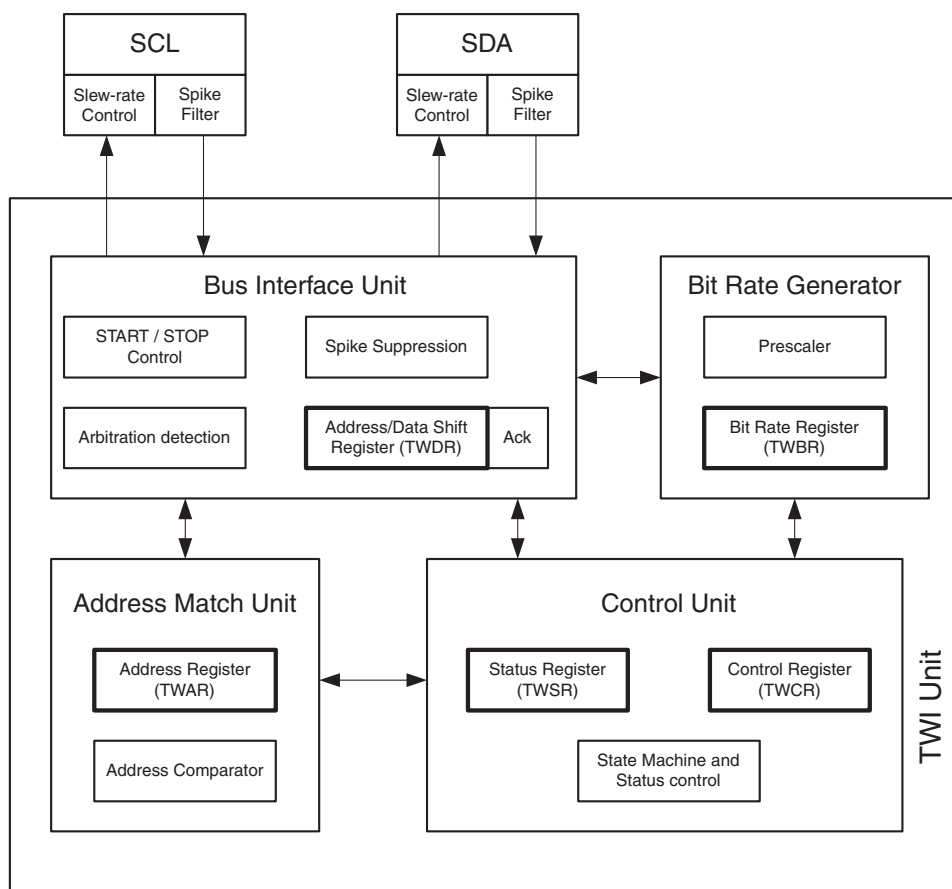 SCL
Slew-rate
Control
Spike
Filter
SDA
Slew-rate
Control
Spike
Filter
Bus Interface Unit
START / STOP
Control
Spike Suppression
Arbitration detection
Address/Data Shift
Register (TWDR)
Ack
Bit Rate Generator
Prescaler
Bit Rate Register
(TWBR)
Address Match Unit
Address Register
(TWAR)
Address Comparator
Control Unit
Status Register
(TWSR)
Control Register
(TWCR)
State Machine and
Status control
TWI Unit